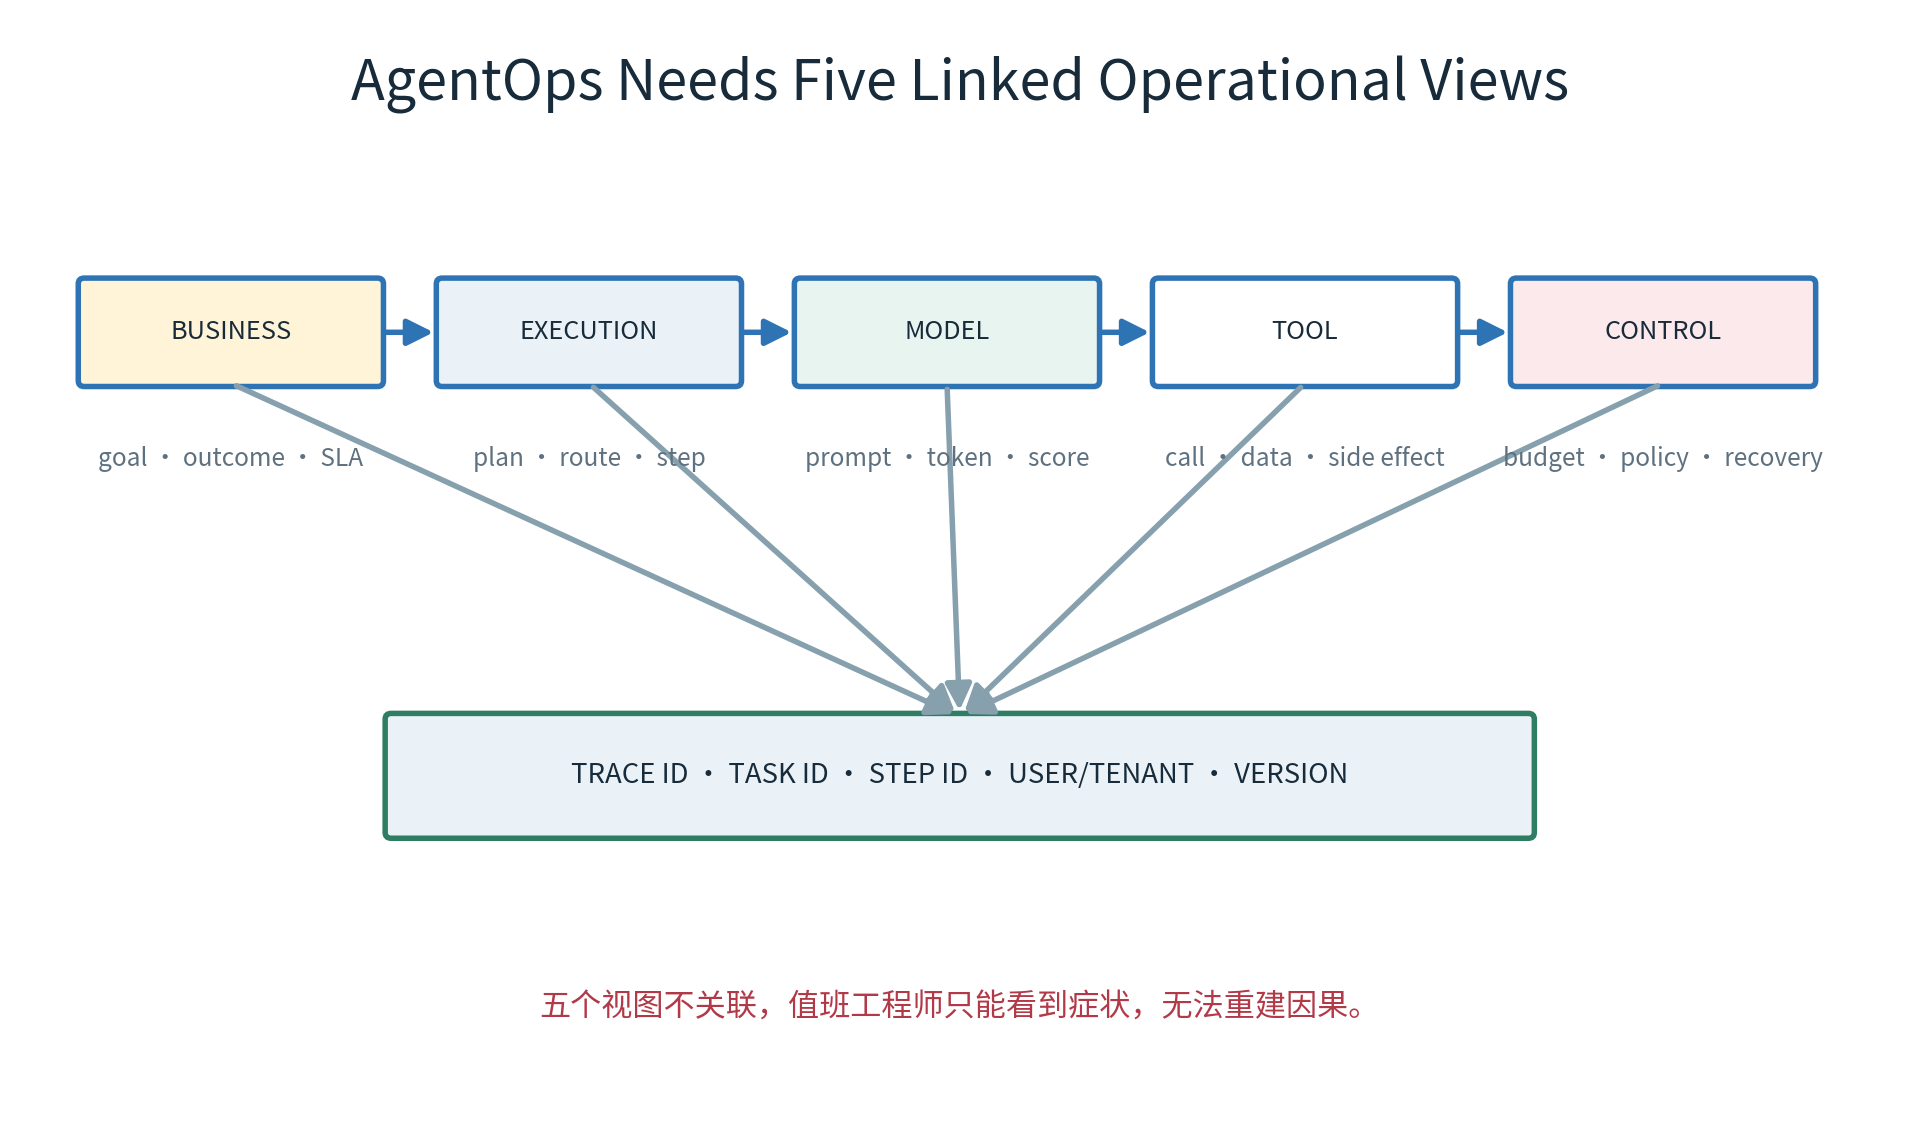 AgentOps Needs Five Linked Operational Views
BUSINESS
EXECUTION
MODEL
TOOL
CONTROL
goal • outcome • SLA
plan • route • step
prompt • token • score
call • data • side effect
budget • policy • recovery
TRACE ID • TASK ID • STEP ID • USER/TENANT • VERSION
五个视图不关联，值班工程师只能看到症状，无法重建因果。